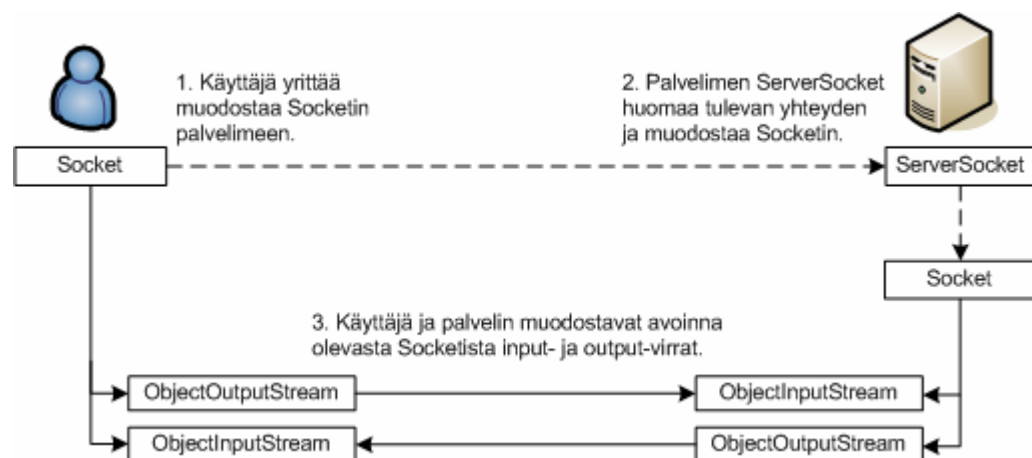 1. Käyttäjä yrittää
muodostaa Socketin
palvelimeen.
2. Palvelimen ServerSocket
huomaa tulevan yhteyden
ja muodostaa Socketin.
Socket
ServerSocket
Socket
3. Käyttäjä ja palvelin muodostavat avoinna
olevasta Socketista input- ja output-virrat.
ObjectOutputStream
ObjectInputStream
ObjectInputStream
ObjectOutputStream